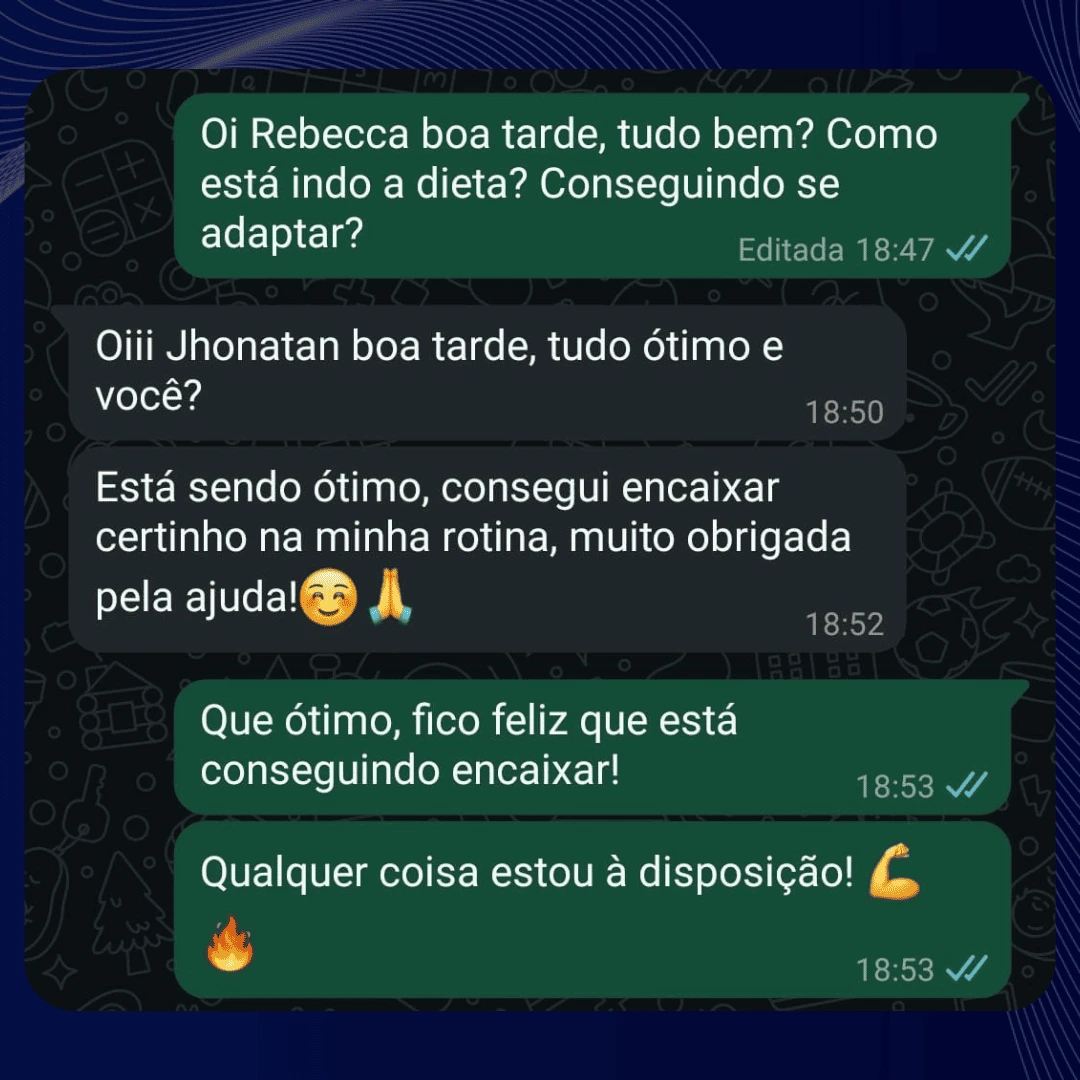 Oi Rebecca boa tarde, tudo bem? Como
está indo a dieta? Conseguindo se
adaptar?
Editada 18:47
Oiii Jhonatan boa tarde, tudo ótimo e
você?
18:50
Está sendo ótimo, consegui encaixar
certinho na minha rotina, muito obrigada
pela ajuda!☺️🙏
18:52
Que ótimo, fico feliz que está
conseguindo encaixar!
18:53
Qualquer coisa estou à disposição! 💪
🔥
18:53